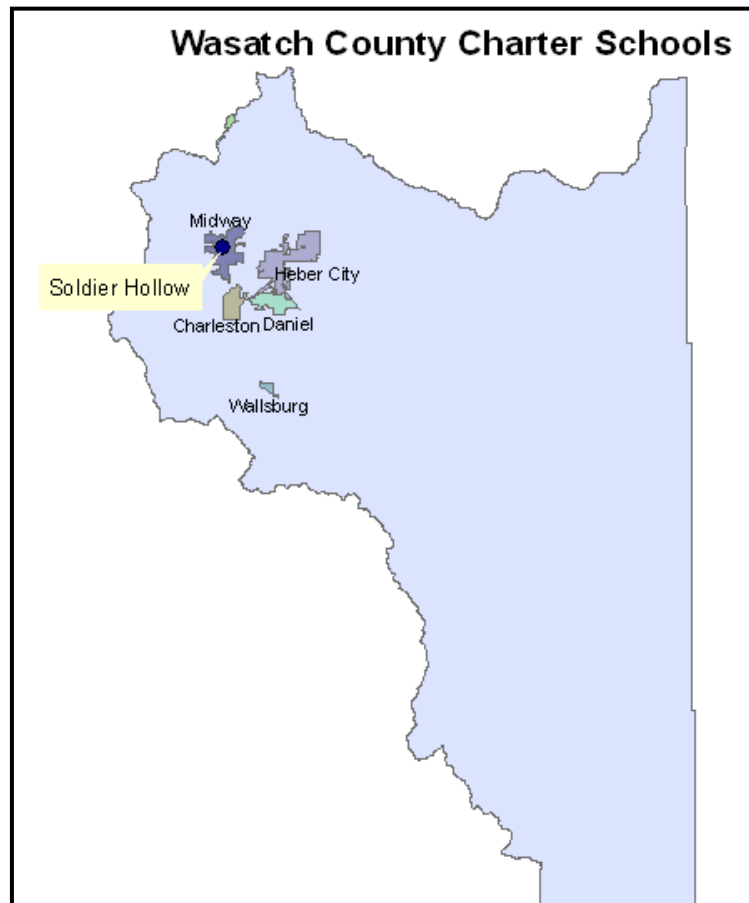 Wasatch County Charter Schools
Midway
Heber City
Soldier Hollow
Charleston
Daniel
Wallsburg